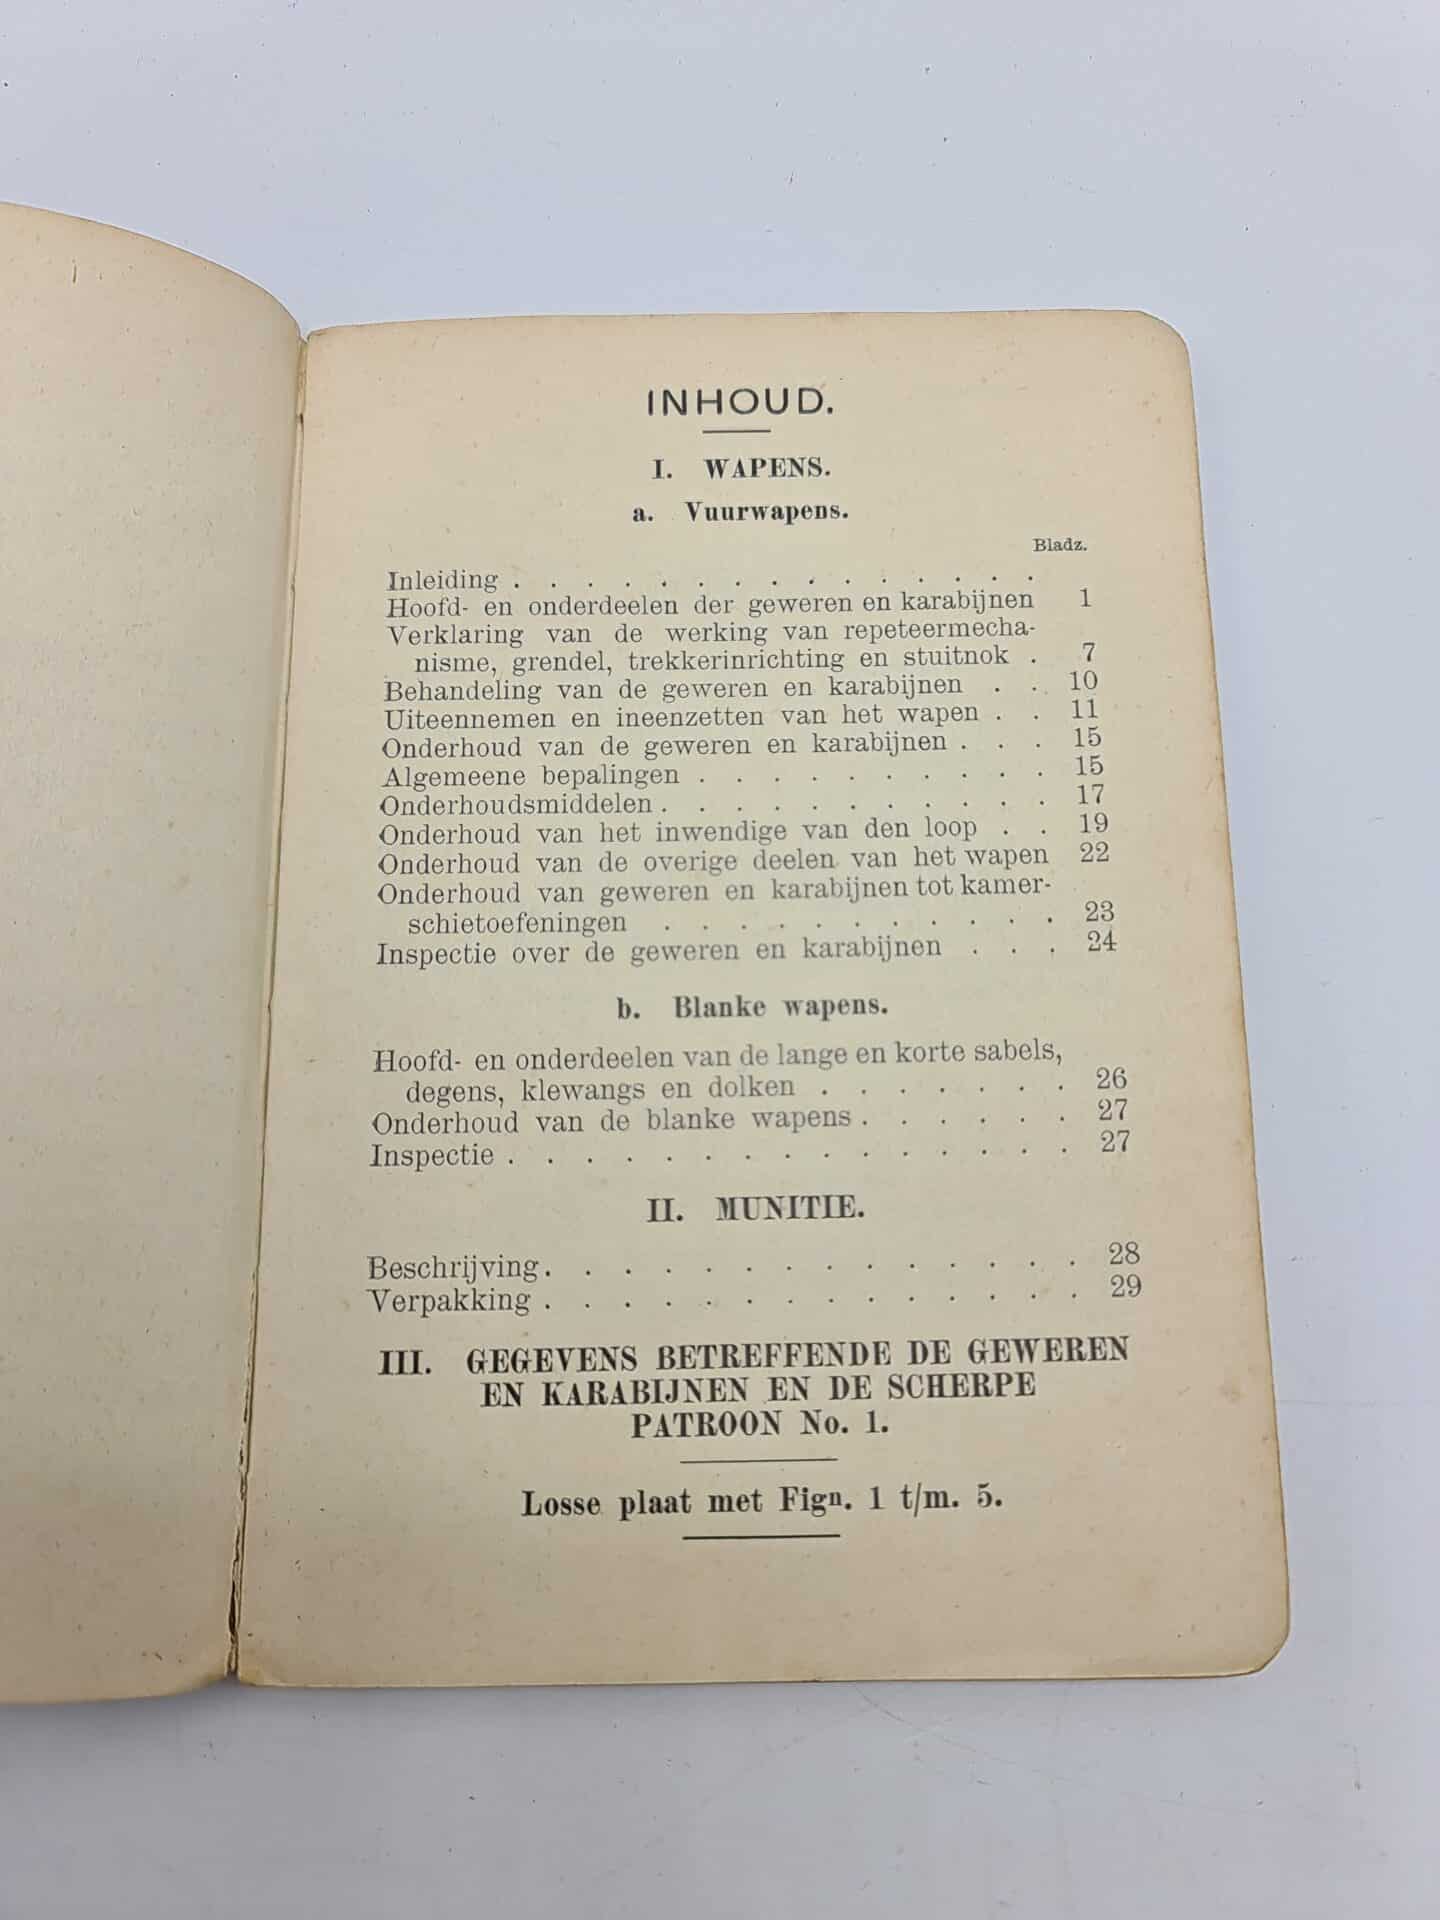 INHOUD.
I. WAPENS.
a. Vuurwapens.
Bladz.
Inleiding . . . . . . . . . . . . . . .
Hoofd- en onderdeelen der geweren en karabijnen 1
Verklaring van de werking van repeteermecha-
nisme, grendel, trekkerinrichting en stuitnok . 7
Behandeling van de geweren en karabijnen . . 10
Uiteennemen en ineenzetten van het wapen . . 11
Onderhoud van de geweren en karabijnen . . . 15
Algemeene bepalingen . . . . . . . . . . 15
Onderhoudsmiddelen . . . . . . . . . . . 17
Onderhoud van het inwendige van den loop . . 19
Onderhoud van de overige deelen van het wapen 22
Onderhoud van geweren en karabijnen tot kamer-
schietoefeningen . . . . . . . . . . . 23
Inspectie over de geweren en karabijnen . . . 24
b. Blanke wapens.
Hoofd- en onderdeelen van de lange en korte sabels,
degens, klewangs en dolken . . . . . . . 26
Onderhoud van de blanke wapens . . . . . . 27
Inspectie . . . . . . . . . . . . . . . 27
II. MUNITIE.
Beschrijving . . . . . . . . . . . . . . 28
Verpakking . . . . . . . . . . . . . . 29
III. GEGEVENS BETREFFENDE DE GEWEREN
EN KARABIJNEN EN DE SCHERPE
PATROON No. 1.
Losse plaat met Fign. 1 t/m. 5.